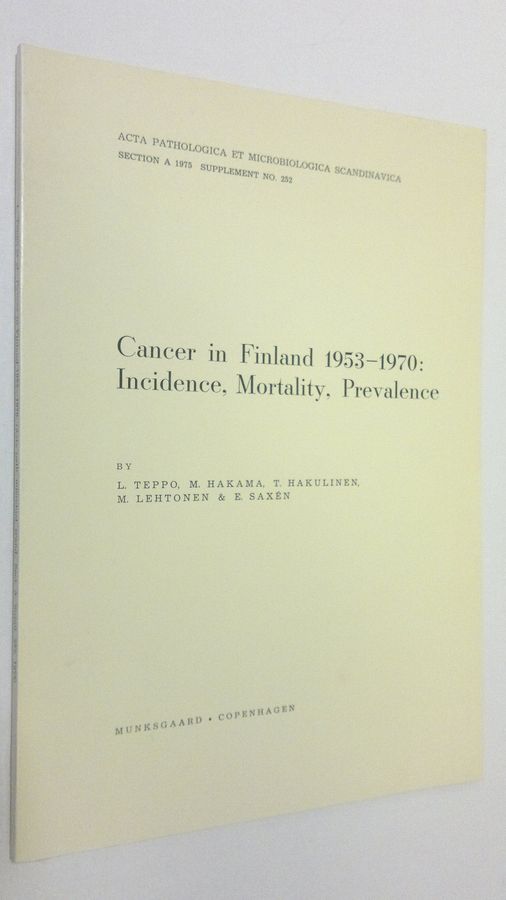 ACTA PATHOLOGICA ET MICROBIOLOGICA SCANDINAVICA
SECTION A 1975 SUPPLEMENT NO. 252
Cancer in Finland 1953–1970:
Incidence, Mortality, Prevalence
BY
L. TEPPO, M. HAKAMA, T. HAKULINEN,
M. LEHTONEN & E. SAXÉN
MUNKSGAARD • COPENHAGEN